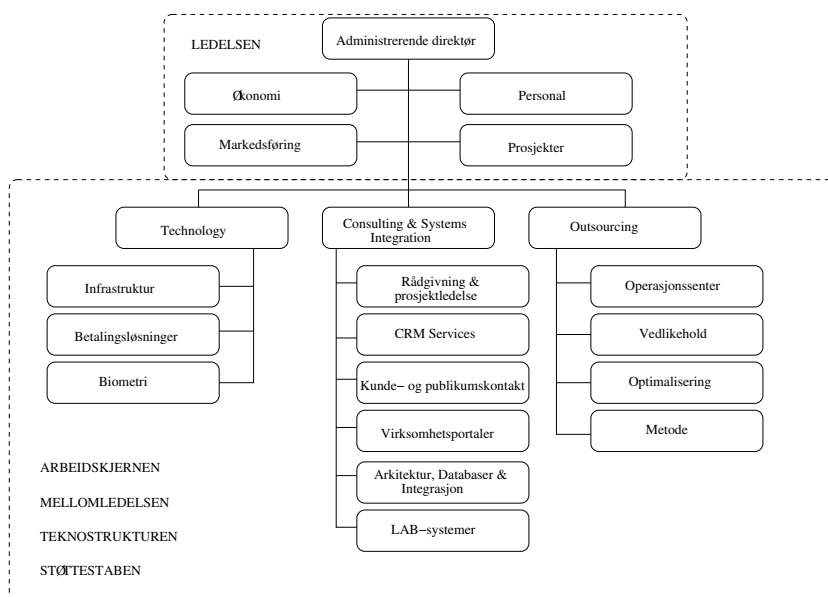 LEDELSEN
Administrerende direktør
Økonomi
Personal
Markedsføring
Prosjekter
Technology
Consulting & Systems
Integration
Outsourcing
Infrastruktur
Betalingsløsninger
Biometri
Rådgivning &
prosjektledelse
CRM Services
Kunde− og publikumskontakt
Virksomhetsportaler
Arkitektur, Databaser &
Integrasjon
LAB−systemer
Operasjonssenter
Vedlikehold
Optimalisering
Metode
ARBEIDSKJERNEN
MELLOMLEDELSEN
TEKNOSTRUKTUREN
STØTTESTABEN